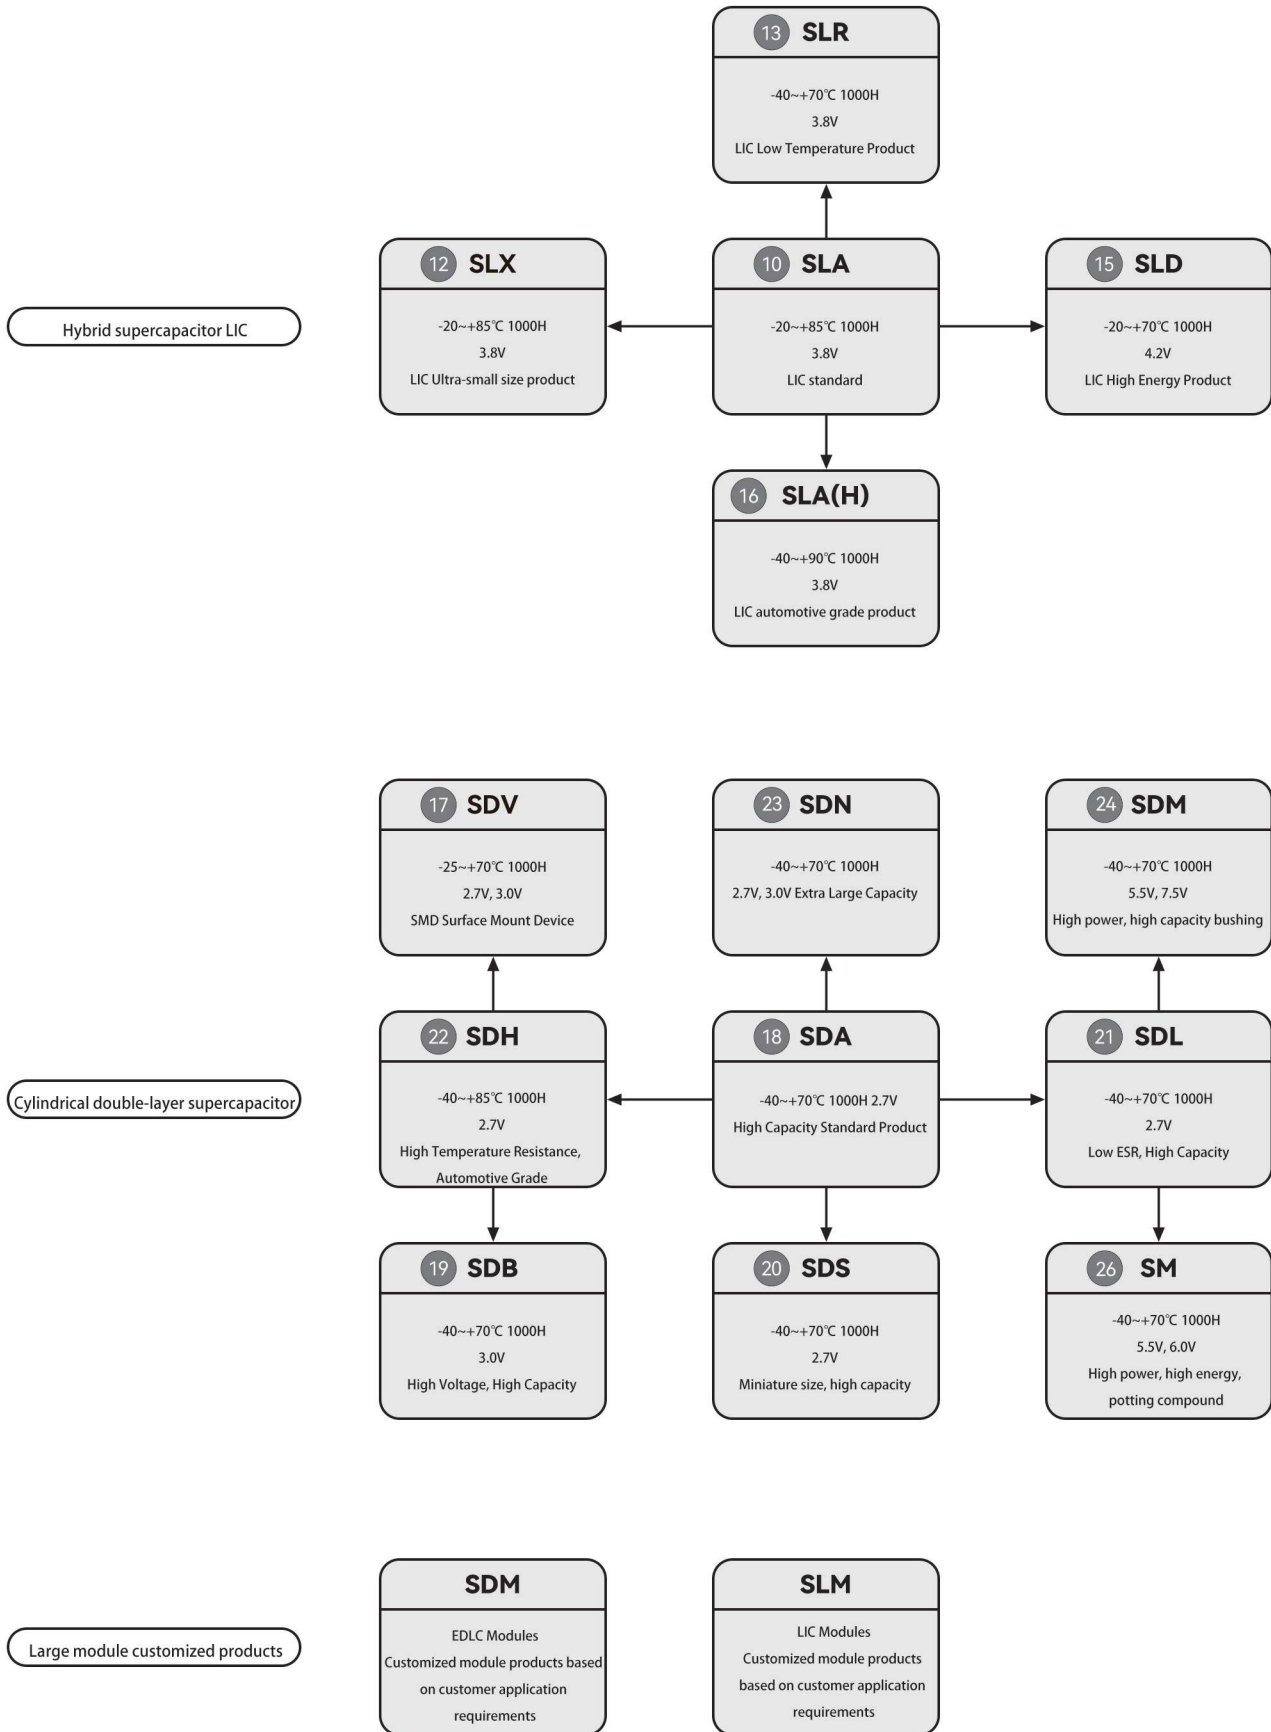 13 SLR
-40~+70℃ 1000H
3.8V
LIC Low Temperature Product
Hybrid supercapacitor LIC
12 SLX
-20~+85℃ 1000H
3.8V
LIC Ultra-small size product
10 SLA
-20~+85℃ 1000H
3.8V
LIC standard
15 SLD
-20~+70℃ 1000H
4.2V
LIC High Energy Product
16 SLA(H)
-40~+90℃ 1000H
3.8V
LIC automotive grade product
17 SDV
-25~+70℃ 1000H
2.7V, 3.0V
SMD Surface Mount Device
23 SDN
-40~+70℃ 1000H
2.7V, 3.0V Extra Large Capacity
24 SDM
-40~+70℃ 1000H
5.5V, 7.5V
High power, high capacity bushing
Cylindrical double-layer supercapacitor
22 SDH
-40~+85℃ 1000H
2.7V
High Temperature Resistance,
Automotive Grade
18 SDA
-40~+70℃ 1000H 2.7V
High Capacity Standard Product
21 SDL
-40~+70℃ 1000H
2.7V
Low ESR, High Capacity
19 SDB
-40~+70℃ 1000H
3.0V
High Voltage, High Capacity
20 SDS
-40~+70℃ 1000H
2.7V
Miniature size, high capacity
26 SM
-40~+70℃ 1000H
5.5V, 6.0V
High power, high energy,
potting compound
Large module customized products
SDM
EDLC Modules
Customized module products based
on customer application
requirements
SLM
LIC Modules
Customized module products
based on customer application
requirements